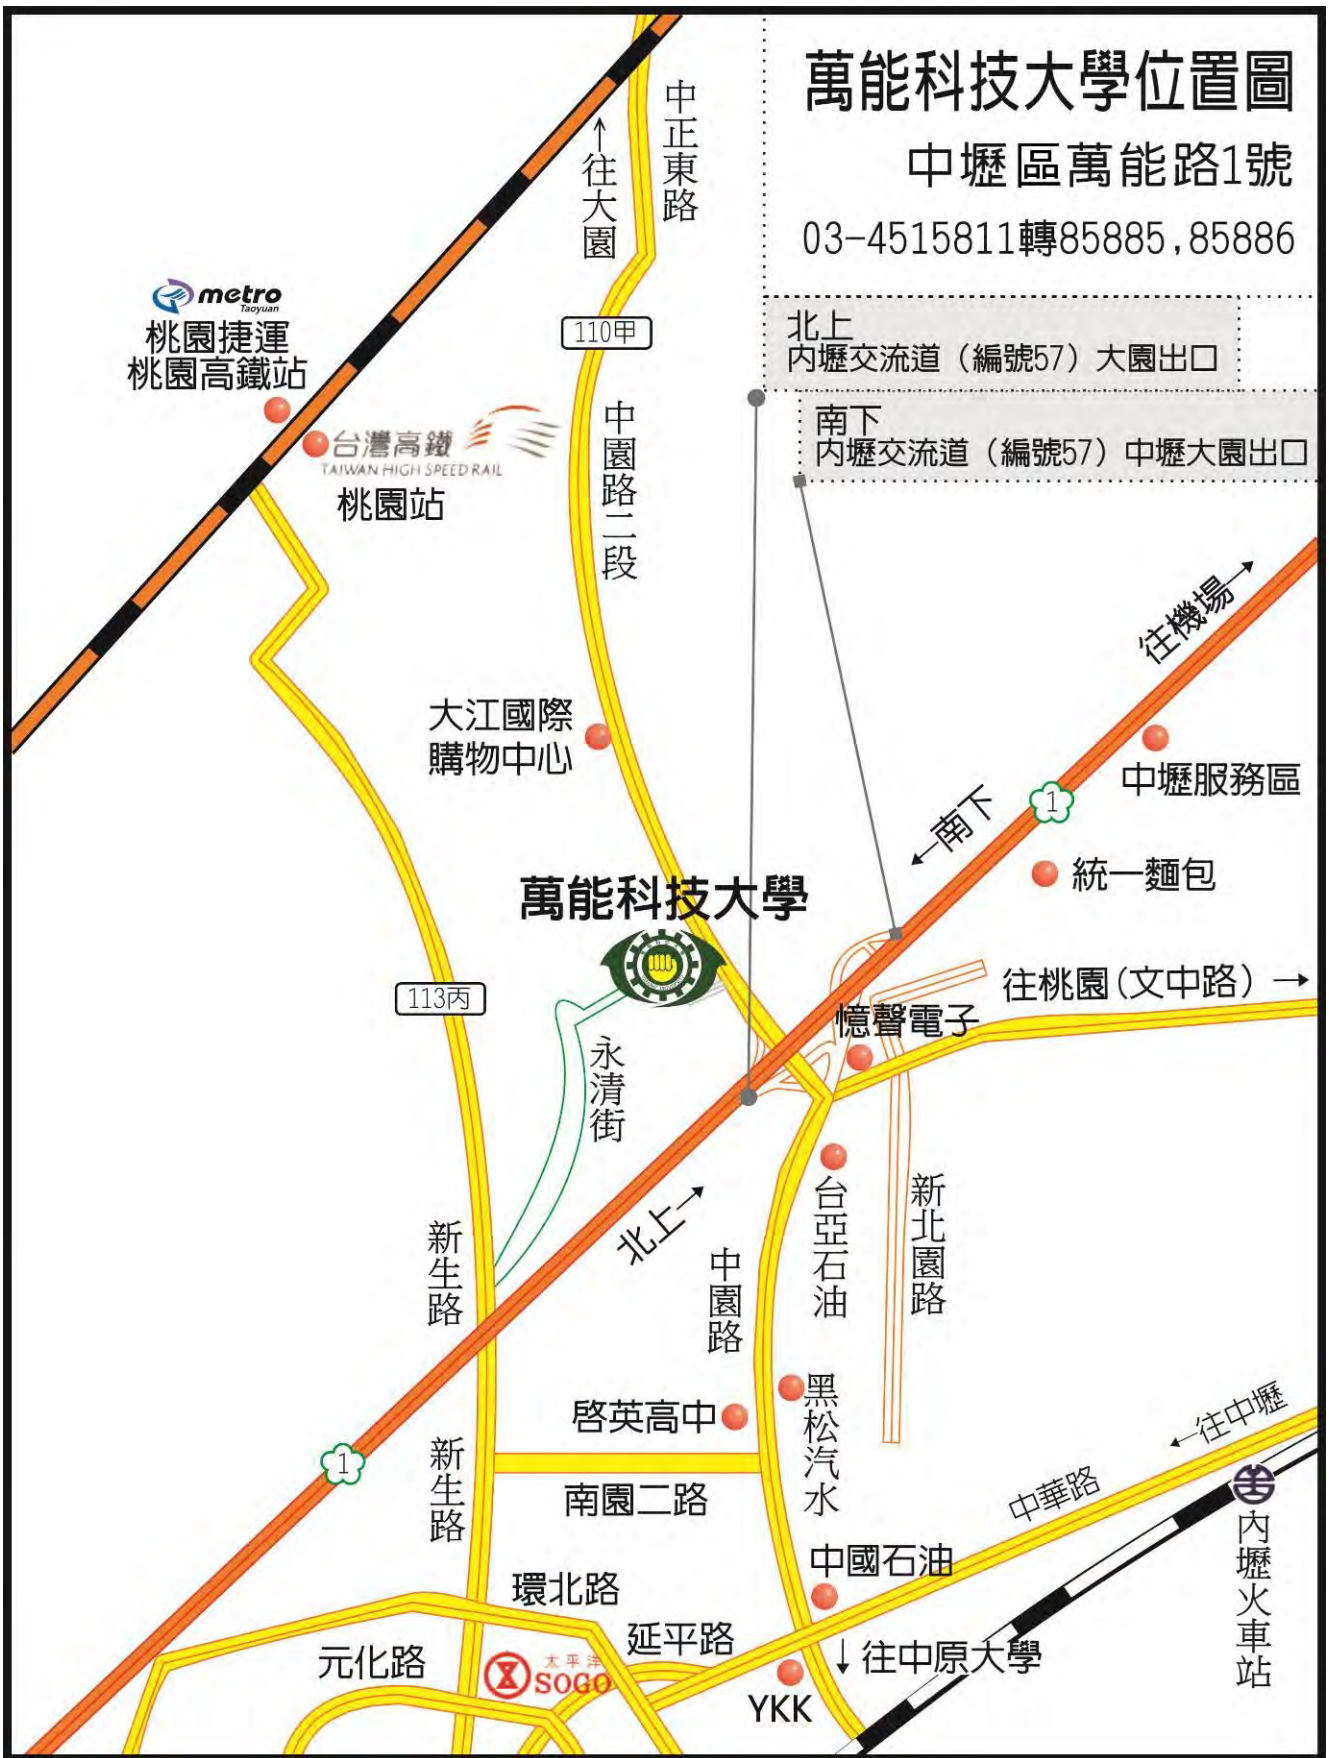 萬能科技大學位置圖
中壢區萬能路1號
03-4515811轉85885,85886
中正東路
↑往大園
metro
Taoyuan
桃園捷運
桃園高鐵站
110甲
北上
内壢交流道（編號57）大園出口
南下
内壢交流道（編號57）中壢大園出口
台灣高鐵
TAIWAN HIGH SPEED RAIL
桃園站
中園路二段
往機場→
大江國際
購物中心
中壢服務區
1
←南下
統一麵包
萬能科技大學
113丙
往桃園(文中路) →
憶聲電子
永清街
台亞石油
新北園路
北上→
新生路
中園路
黑松汽水
啓英高中
←往中壢
1
新生路
南園二路
中華路
內壢火車站
中國石油
環北路
延平路
↓往中原大學
元化路
太平洋
SOGO
YKK